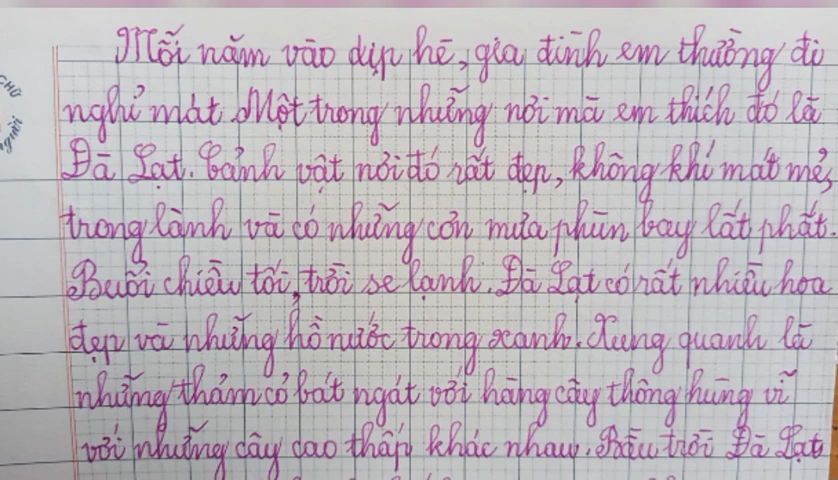 Mỗi năm vào dịp hè, gia đình em thường đi
nghỉ mát. Một trong những nơi mà em thích đó là
Đà Lạt. Cảnh vật nơi đó rất đẹp, không khí mát mẻ,
trong lành và có những cơn mưa phùn bay lất phất.
Buổi chiều tối, trời se lạnh. Đà Lạt có rất nhiều hoa
đẹp và những hồ nước trong xanh. Xung quanh là
những thảm cỏ bát ngát với hàng cây thông hùng vĩ
với những cây cao thấp khác nhau. Bầu trời Đà Lạt
CHỮ
người